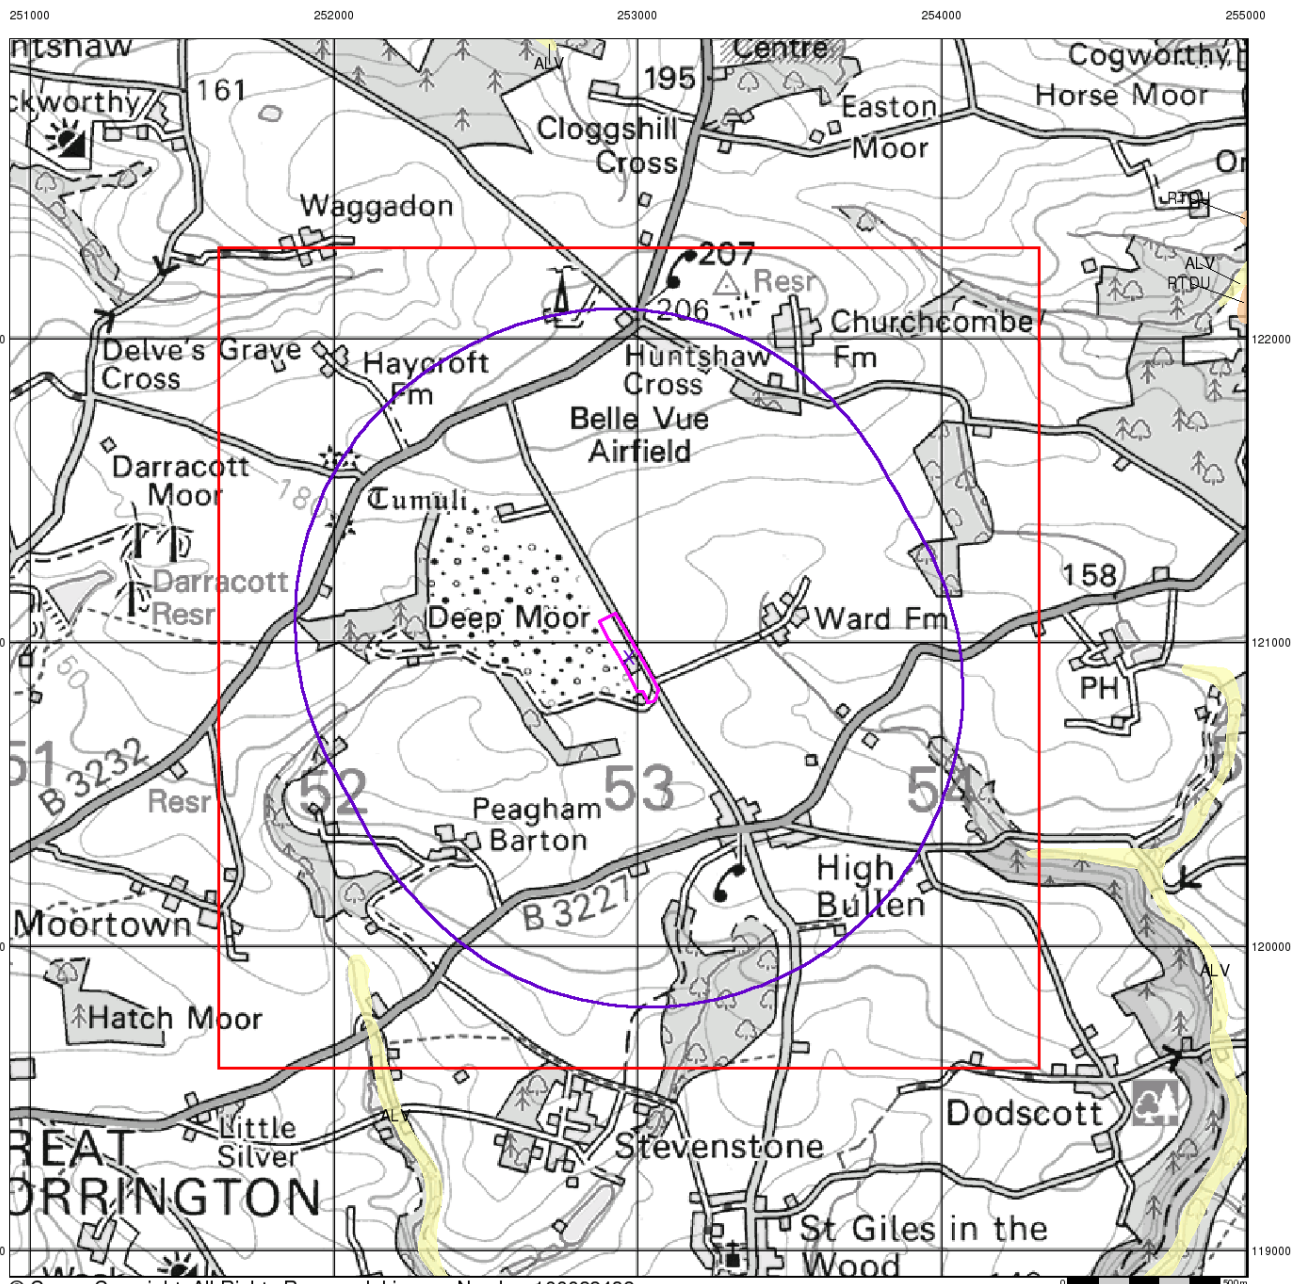 251000
252000
253000
254000
255000
ntshaw
ckworthy
161
ALV
195
Centre
Cogworthy
Horse Moor
Cloggshill
Cross
Easton
Moor
Waggadon
RTDU
207
Resr
206
ALV
RTDU
Delve's Grave
Cross
Haycroft
Fm
Huntshaw
Cross
Churchcombe
Fm
122000
Belle Vue
Airfield
Darracott
Moor
180
Tumuli
Darracott
Resr
Deep Moor
Ward Fm
158
121000
50
PH
51
B 3232
Resr
52
53
54
Peagham
Barton
High
Bullen
B 3227
Moortown
120000
ALV
Hatch Moor
ALV
Little
Silver
Dodscott
REAT
ORRINGTON
Stevenstone
St Giles in the
Wood
119000
500m